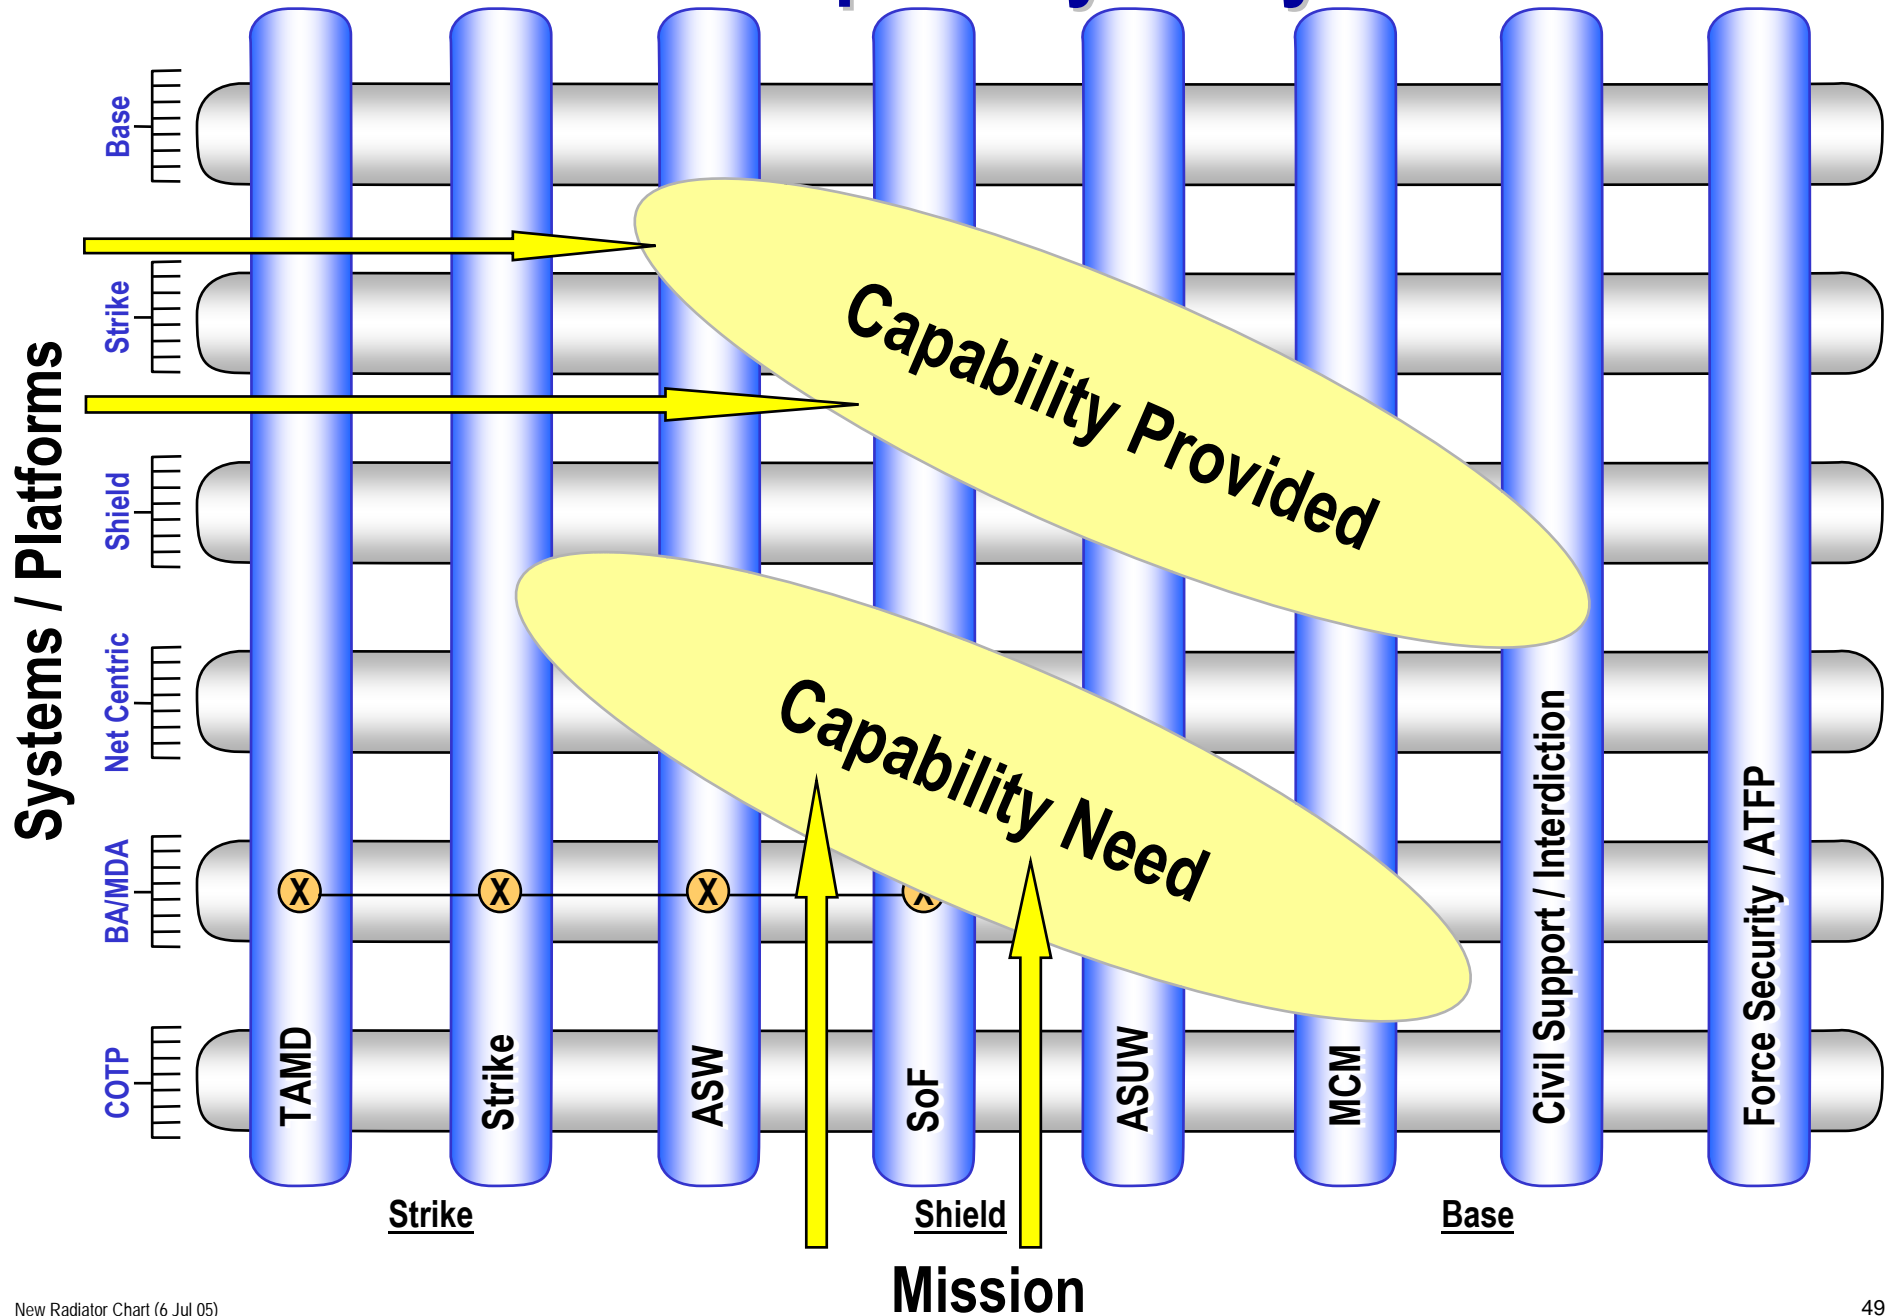 Base
Strike
Shield
Net Centric
BA/MDA
COTP
Systems / Platforms
Capability Provided
Capability Need
X
X
X
X
TAMD
Strike
ASW
SoF
ASUW
MCM
Civil Support / Interdiction
Force Security / ATFP
Strike
Shield
Base
Mission
New Radiator Chart (6 Jul 05)
49